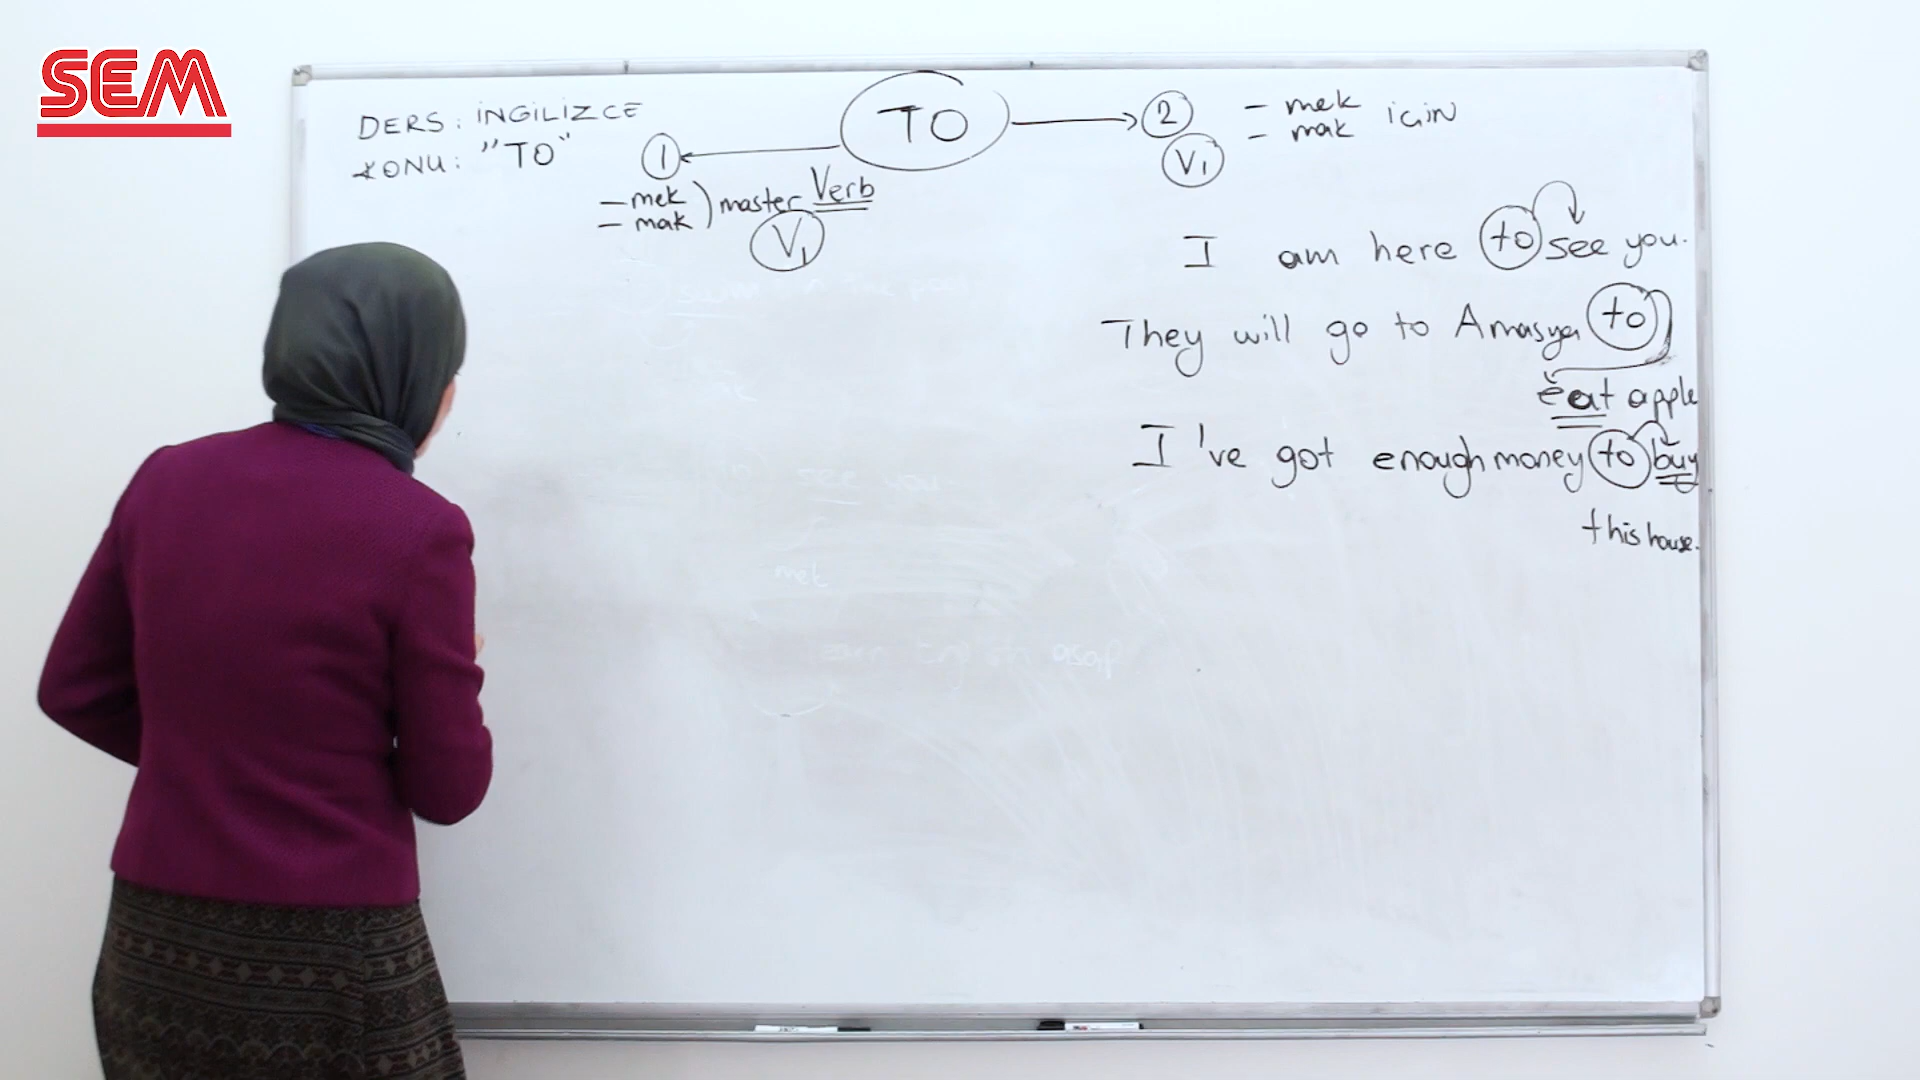 SEM
DERS: İNGİLİZCE
KONU: "TO"
TO
1
- mek
- mak ) master Verb
V1
2
- mek
- mak için
V1
I am here to see you.
They will go to Amasya to
eat apple
I 've got enough money to buy
this house.
mek